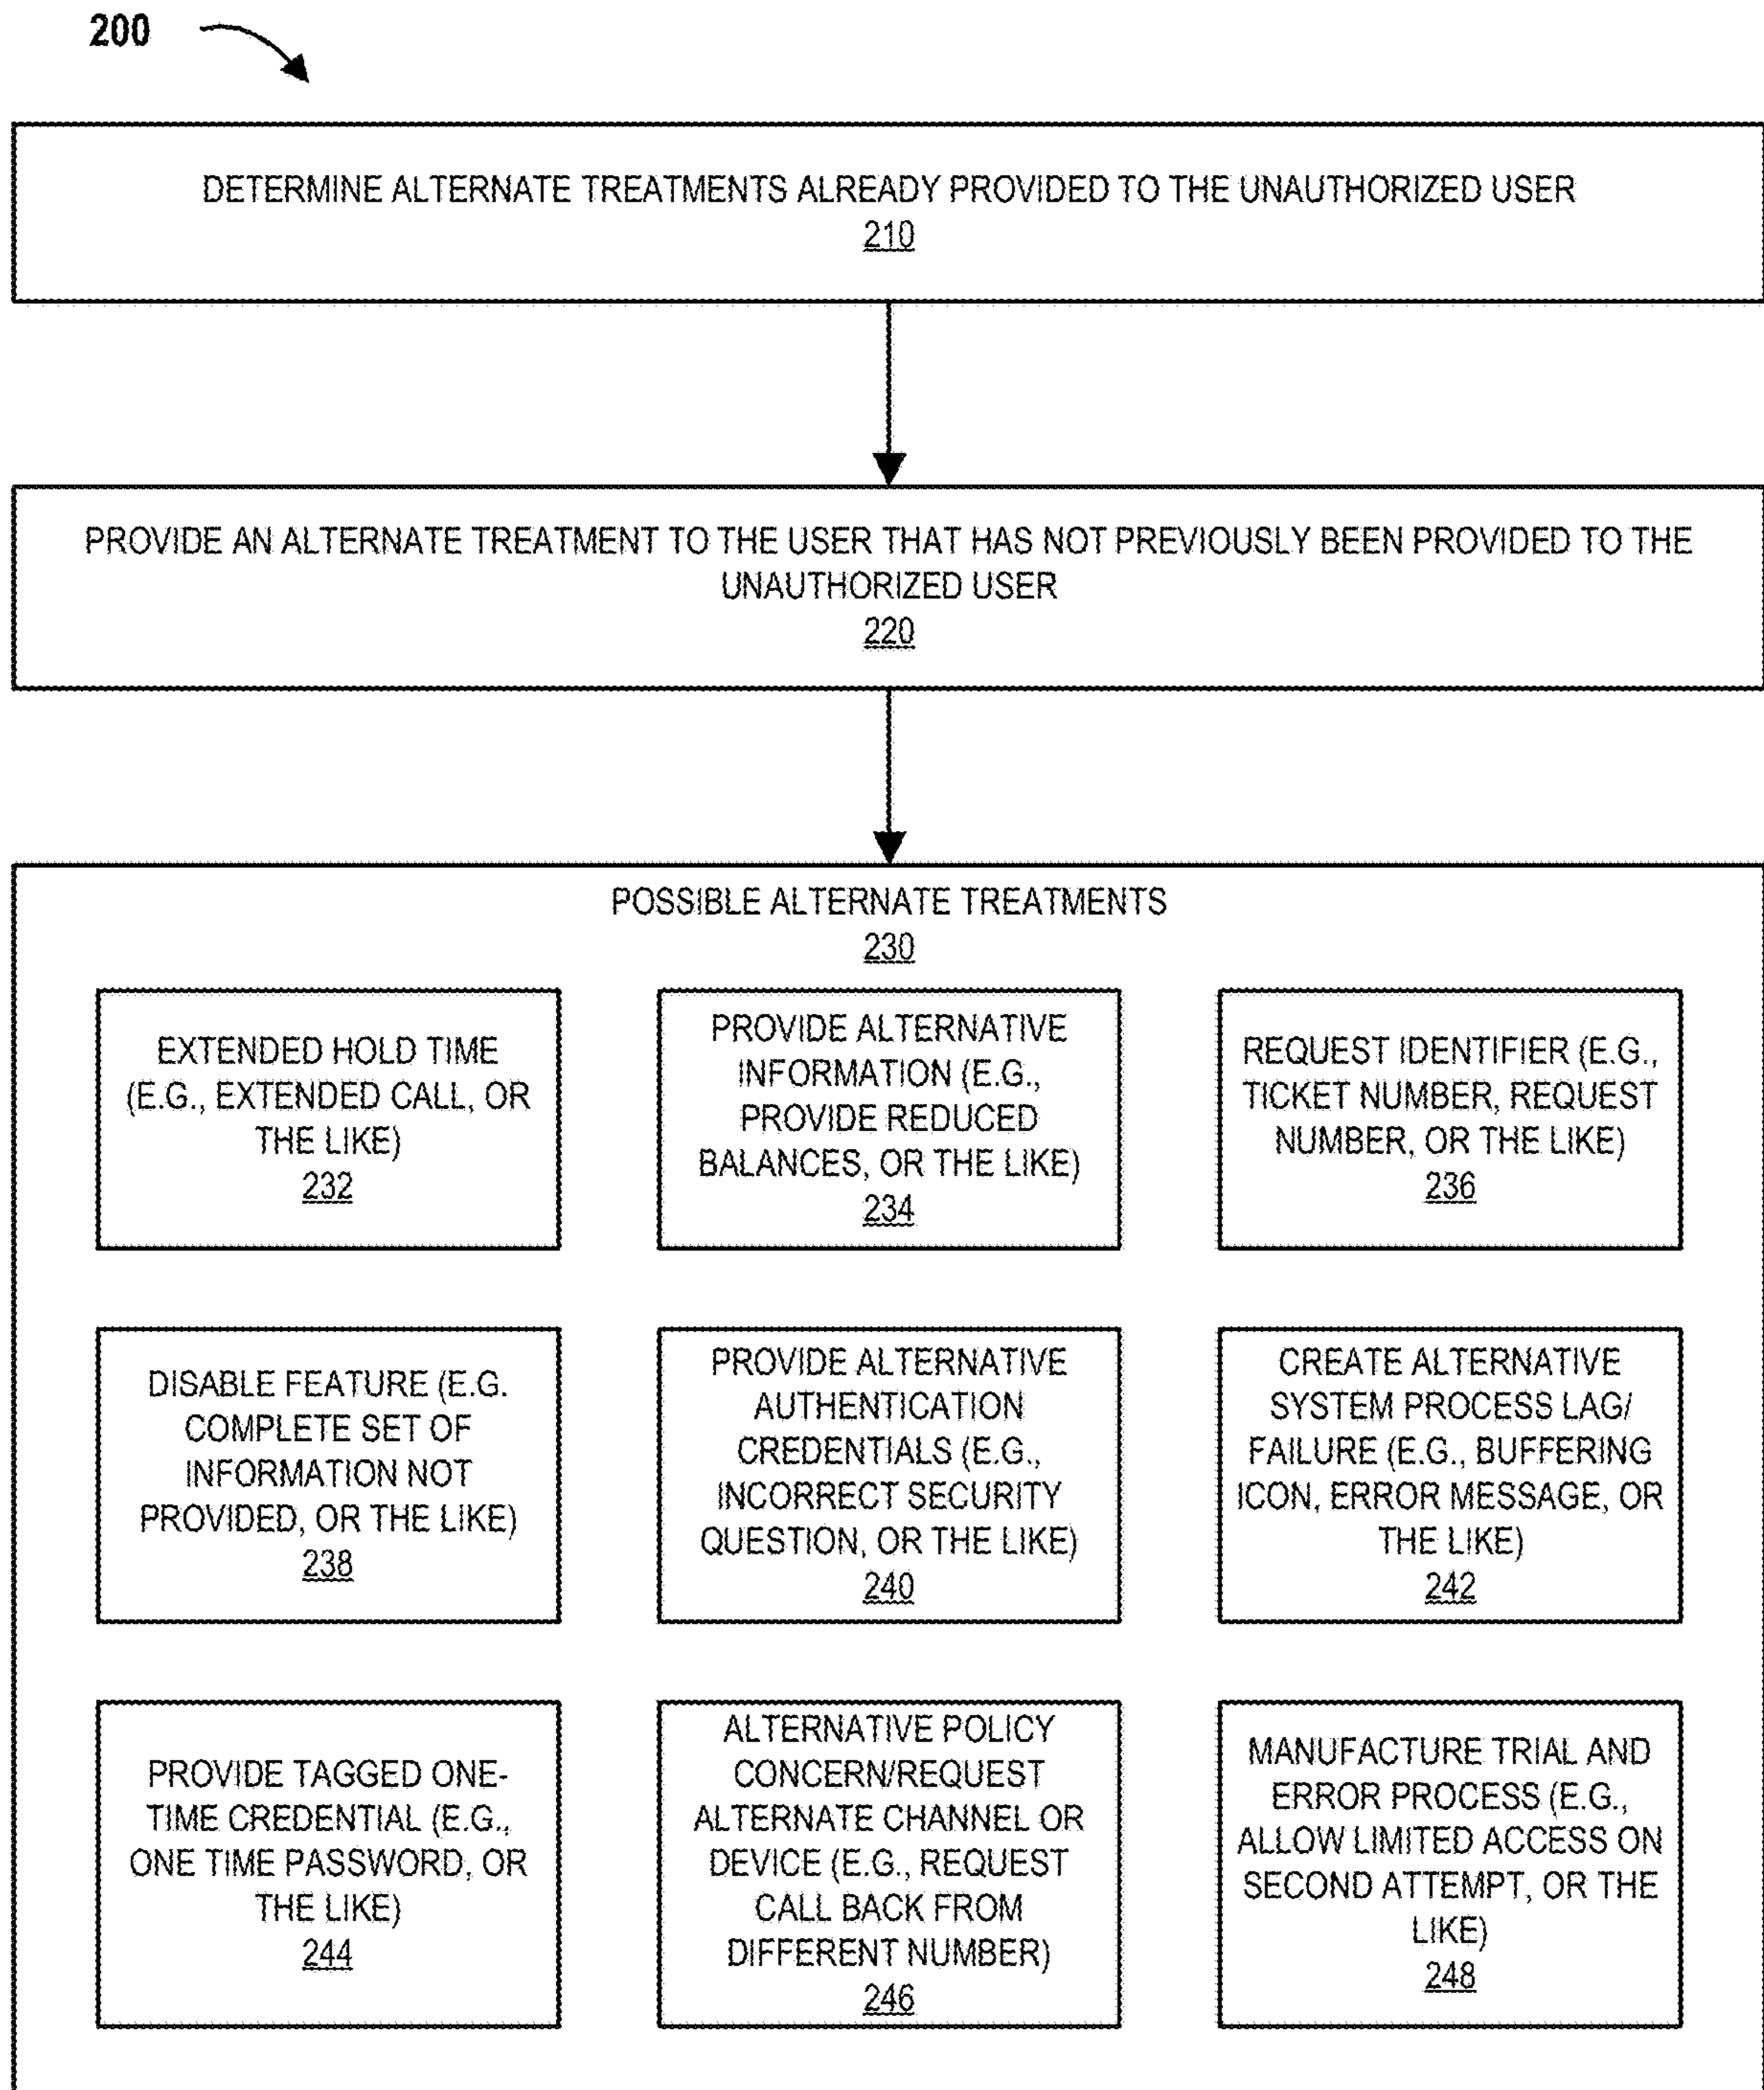 200
DETERMINE ALTERNATE TREATMENTS ALREADY PROVIDED TO THE UNAUTHORIZED USER
210
PROVIDE AN ALTERNATE TREATMENT TO THE USER THAT HAS NOT PREVIOUSLY BEEN PROVIDED TO THE
UNAUTHORIZED USER
220
POSSIBLE ALTERNATE TREATMENTS
230
EXTENDED HOLD TIME
(E.G., EXTENDED CALL, OR
THE LIKE)
232
PROVIDE ALTERNATIVE
INFORMATION (E.G.,
PROVIDE REDUCED
BALANCES, OR THE LIKE)
234
REQUEST IDENTIFIER (E.G.,
TICKET NUMBER, REQUEST
NUMBER, OR THE LIKE)
236
DISABLE FEATURE (E.G.
COMPLETE SET OF
INFORMATION NOT
PROVIDED, OR THE LIKE)
238
PROVIDE ALTERNATIVE
AUTHENTICATION
CREDENTIALS (E.G.,
INCORRECT SECURITY
QUESTION, OR THE LIKE)
240
CREATE ALTERNATIVE
SYSTEM PROCESS LAG/
FAILURE (E.G., BUFFERING
ICON, ERROR MESSAGE, OR
THE LIKE)
242
PROVIDE TAGGED ONE-
TIME CREDENTIAL (E.G.,
ONE TIME PASSWORD, OR
THE LIKE)
244
ALTERNATIVE POLICY
CONCERN/REQUEST
ALTERNATE CHANNEL OR
DEVICE (E.G., REQUEST
CALL BACK FROM
DIFFERENT NUMBER)
246
MANUFACTURE TRIAL AND
ERROR PROCESS (E.G.,
ALLOW LIMITED ACCESS ON
SECOND ATTEMPT, OR THE
LIKE)
248